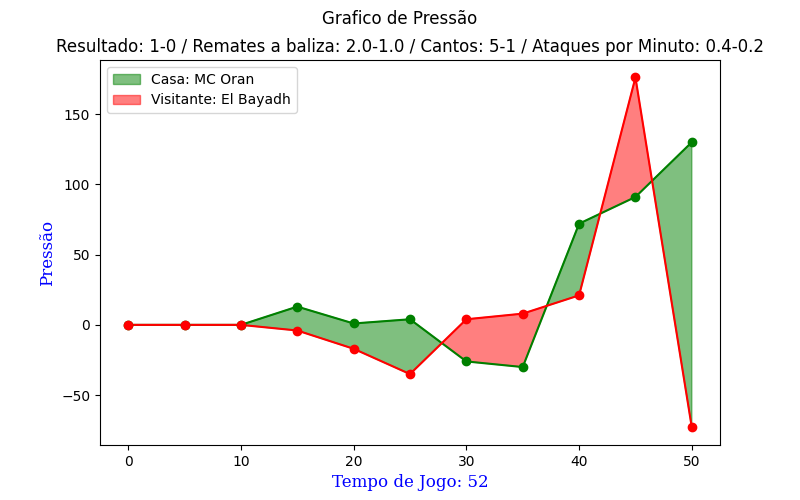 Grafico de Pressão
Resultado: 1-0 / Remates a baliza: 2.0-1.0 / Cantos: 5-1 / Ataques por Minuto: 0.4-0.2
Casa: MC Oran
Visitante: El Bayadh
Pressão
150
100
50
0
−50
0 10 20 30 40 50
Tempo de Jogo: 52